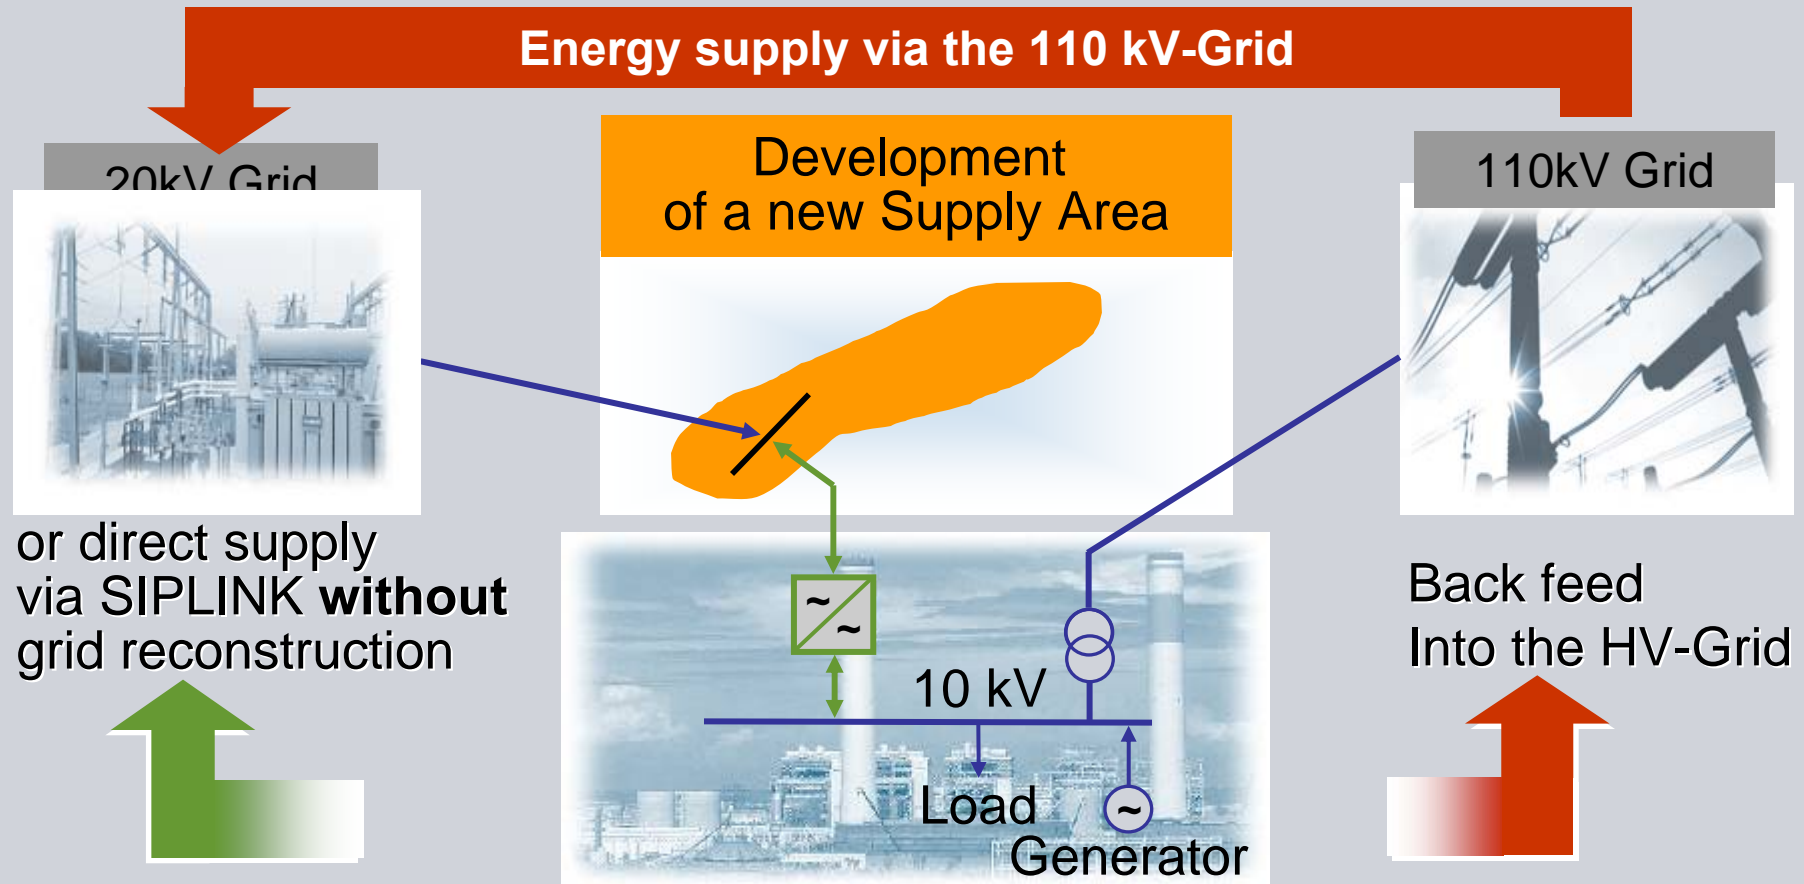 Energy supply via the 110 kV-Grid
20kV Grid
Development
of a new Supply Area
110kV Grid
or direct supply
via SIPLINK without
grid reconstruction
Back feed
Into the HV-Grid
~
~
10 kV
Load
~
Generator